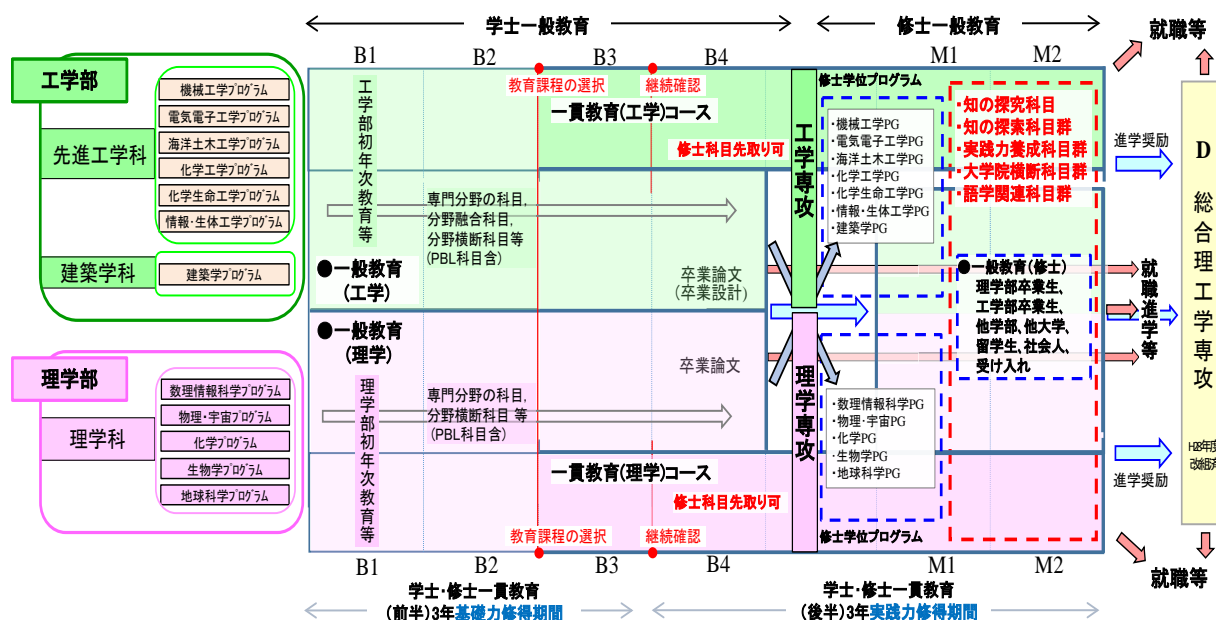 学士一般教育
修士一般教育
就職等
B1
B2
B3
B4
M1
M2
工学部
先進工学科
機械工学プログラム
電気電子工学プログラム
海洋土木工学プログラム
化学工学プログラム
化学生命工学プログラム
情報・生体工学プログラム
建築学科
建築学プログラム
理学部
理学科
数理情報科学プログラム
物理・宇宙プログラム
化学プログラム
生物学プログラム
地球科学プログラム
教育課程の選択
継続確認
一貫教育(工学)コース
修士科目先取り可
工学部初年次教育等
専門分野の科目,
分野融合科目,
分野横断科目等
(PBL科目含)
●一般教育
(工学)
卒業論文
(卒業設計)
●一般教育
(理学)
卒業論文
理学部初年次教育等
専門分野の科目,
分野横断科目 等
(PBL科目含)
一貫教育(理学)コース
修士科目先取り可
教育課程の選択
継続確認
工学専攻
理学専攻
修士学位プログラム
・機械工学PG
・電気電子工学PG
・海洋土木工学PG
・化学工学PG
・化学生命工学PG
・情報・生体工学PG
・建築学PG
・数理情報科学PG
・物理・宇宙PG
・化学PG
・生物学PG
・地球科学PG
修士学位プログラム
・知の探究科目
・知の探索科目群
・実践力養成科目群
・大学院横断科目群
・語学関連科目群
●一般教育(修士)
理学部卒業生、
工学部卒業生、
他学部、他大学、
留学生、社会人、
受け入れ
進学奨励
就職進学等
進学奨励
D
総合理工学専攻
H28年度
就職等
B1
B2
B3
B4
M1
M2
学士・修士一貫教育
(前半)3年基礎力修得期間
学士・修士一貫教育
(後半)3年実践力修得期間